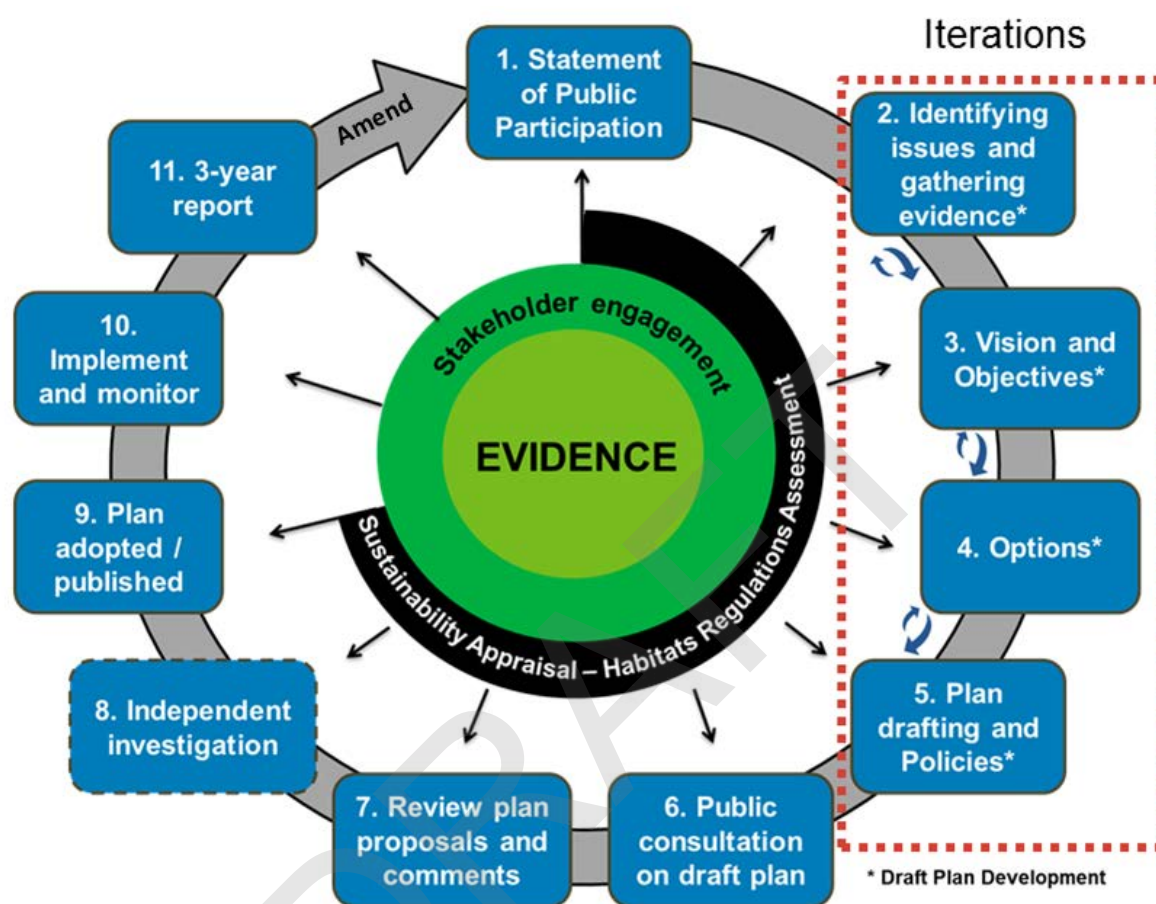 Iterations
1. Statement
of Public
Participation
2. Identifying
issues and
gathering
evidence*
3. Vision and
Objectives*
4. Options*
5. Plan
drafting and
Policies*
6. Public
consultation
on draft plan
7. Review plan
proposals and
comments
8. Independent
investigation
9. Plan
adopted /
published
10.
Implement
and monitor
11. 3-year
report
Amend
Stakeholder engagement
EVIDENCE
Sustainability Appraisal – Habitats Regulations Assessment
* Draft Plan Development
DRAFT